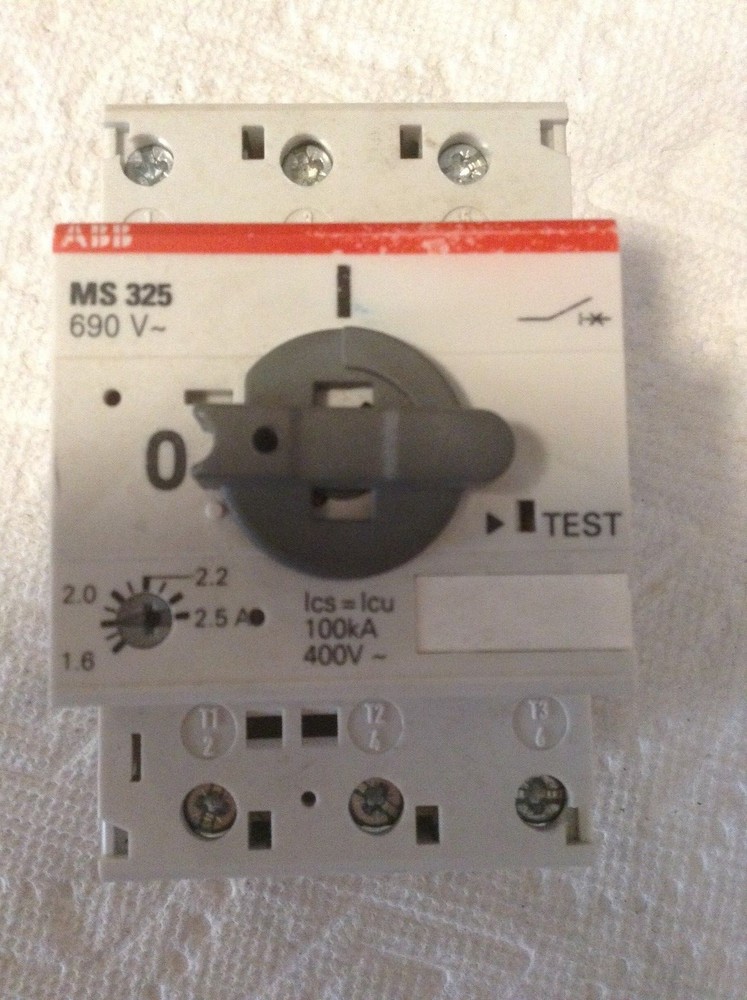 ABB
MS 325
690 V~
0
TEST
2.2
2.0
2.5 A
1.6
Ics = Icu
100kA
400V ~
T1 T2 T3
2 4 6